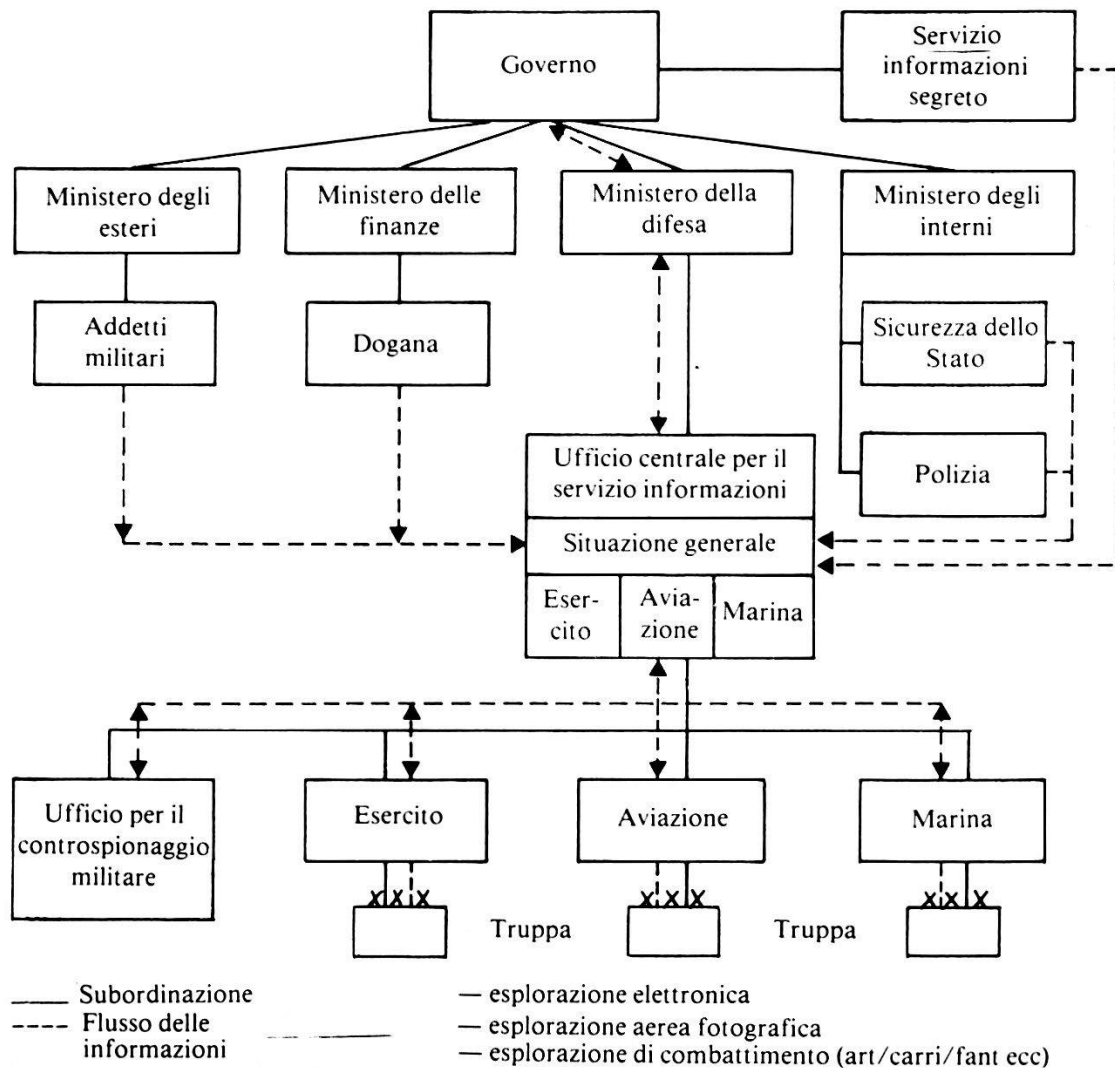 Governo
Servizio
informazioni
segreto
Ministero degli
esteri
Ministero delle
finanze
Ministero della
difesa
Ministero degli
interni
Addetti
militari
Dogana
Sicurezza dello
Stato
Polizia
Ufficio centrale per il
servizio informazioni
Situazione generale
Eser-
cito
Avia-
zione
Marina
Ufficio per il
controspionaggio
militare
Esercito
Aviazione
Marina
X X X
X X X
X X X
Truppa
Truppa
Subordinazione
Flusso delle
informazioni
— esplorazione elettronica
— esplorazione aerea fotografica
— esplorazione di combattimento (art/carri/fant ecc)